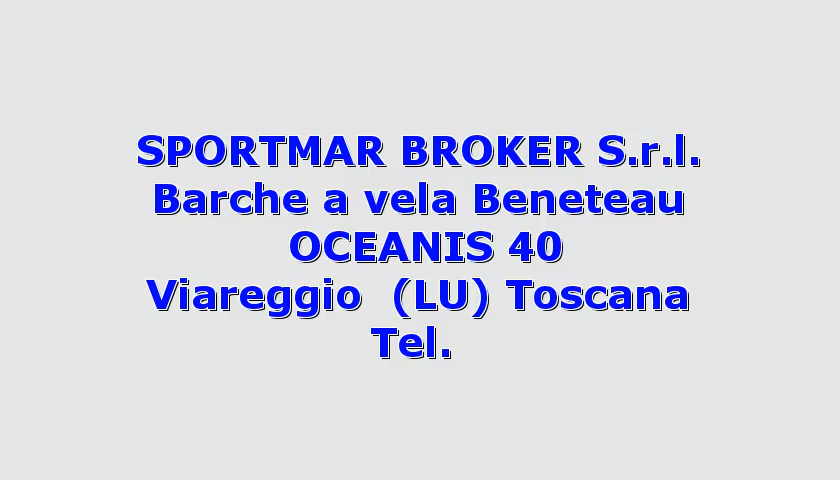 SPORTMAR BROKER S.r.l.
Barche a vela Beneteau
OCEANIS 40
Viareggio  (LU) Toscana
Tel.